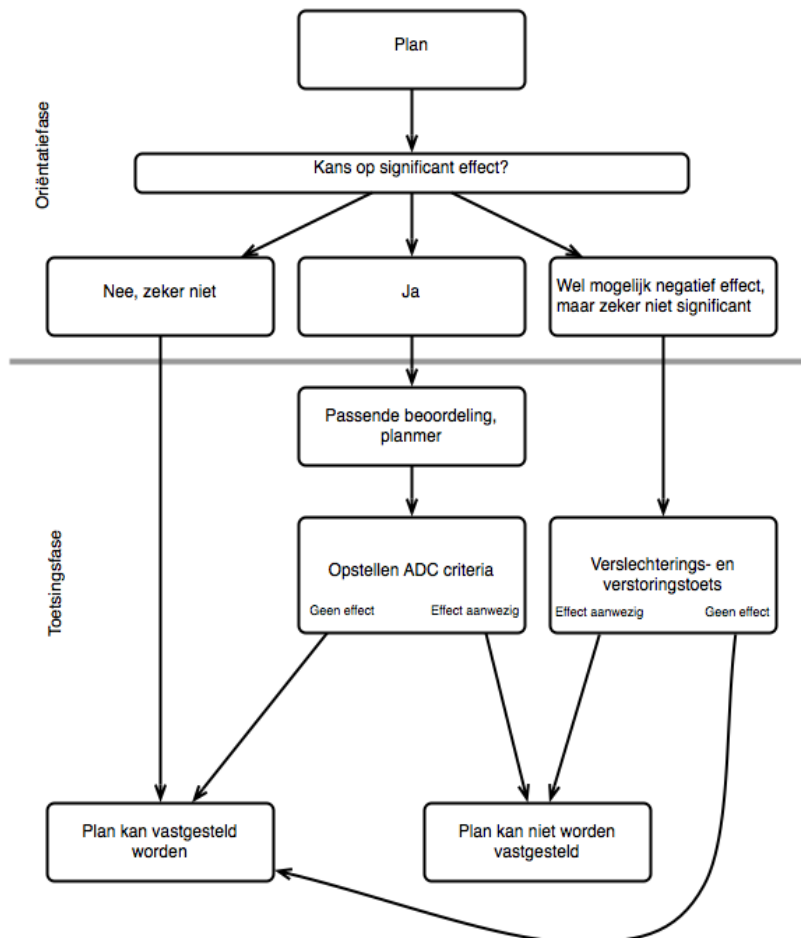 Plan
Oriëntatiefase
Kans op significant effect?
Nee, zeker niet
Ja
Wel mogelijk negatief effect,
maar zeker niet significant
Passende beoordeling,
planmer
Toetsingsfase
Opstellen ADC criteria
Geen effect
Effect aanwezig
Verslechterings- en
verstoringstoets
Effect aanwezig
Geen effect
Plan kan vastgesteld
worden
Plan kan niet worden
vastgesteld